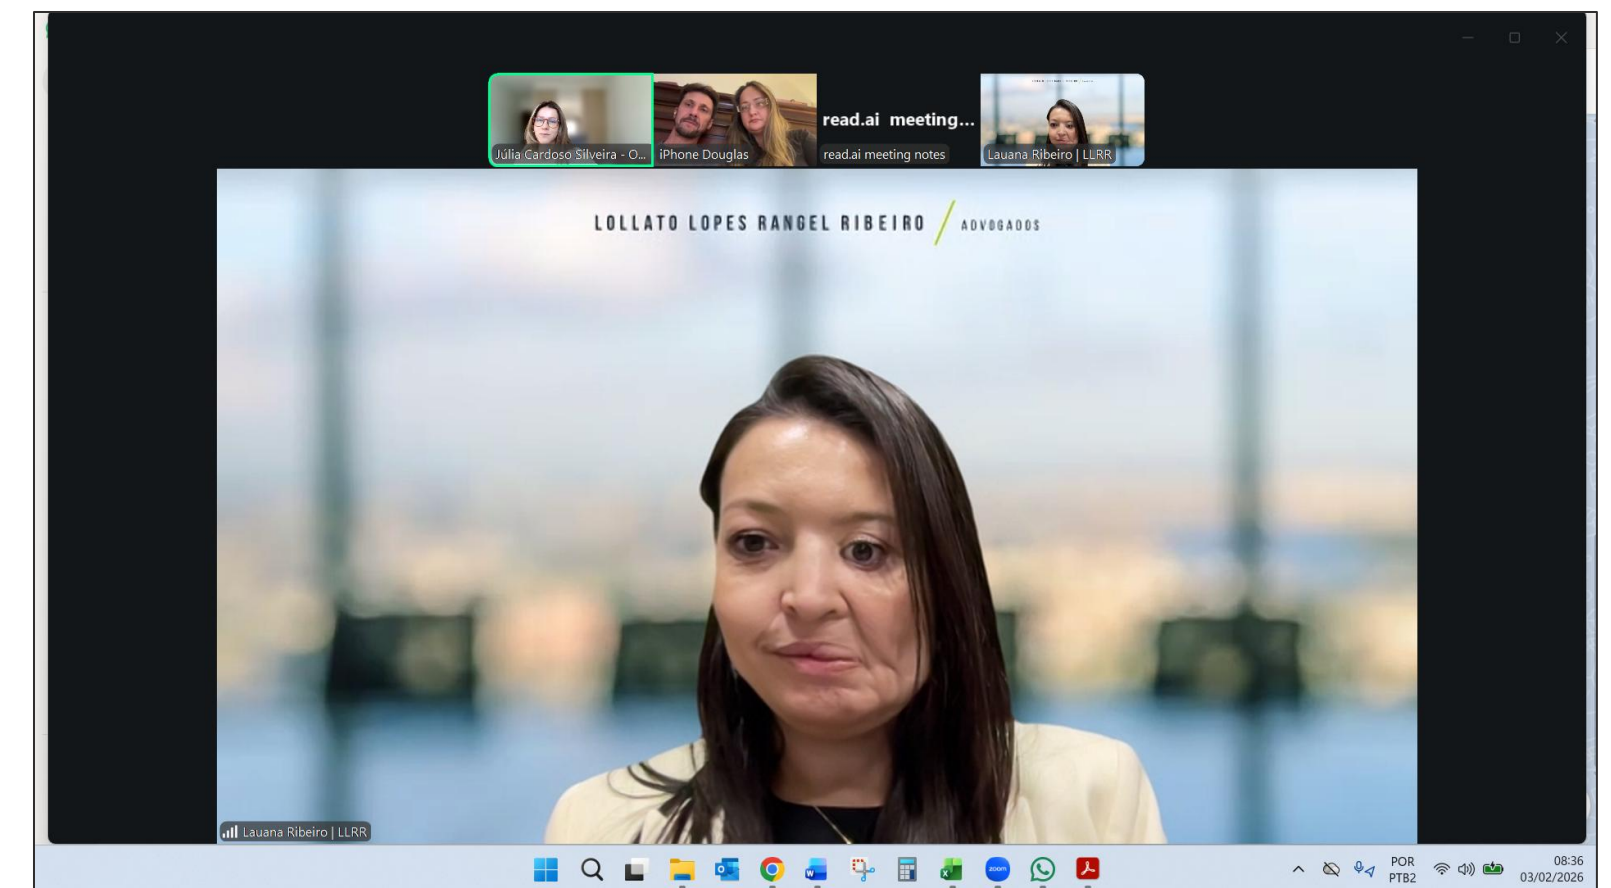 read.ai meeting...
Júlia Cardoso Silveira - O...
iPhone Douglas
read.ai meeting notes
Lauana Ribeiro | LLRR
LOLLATO LOPES RANGEL RIBEIRO / ADVOGADOS
Lauana Ribeiro | LLRR
zoom
POR
PTB2
08:36
03/02/2026